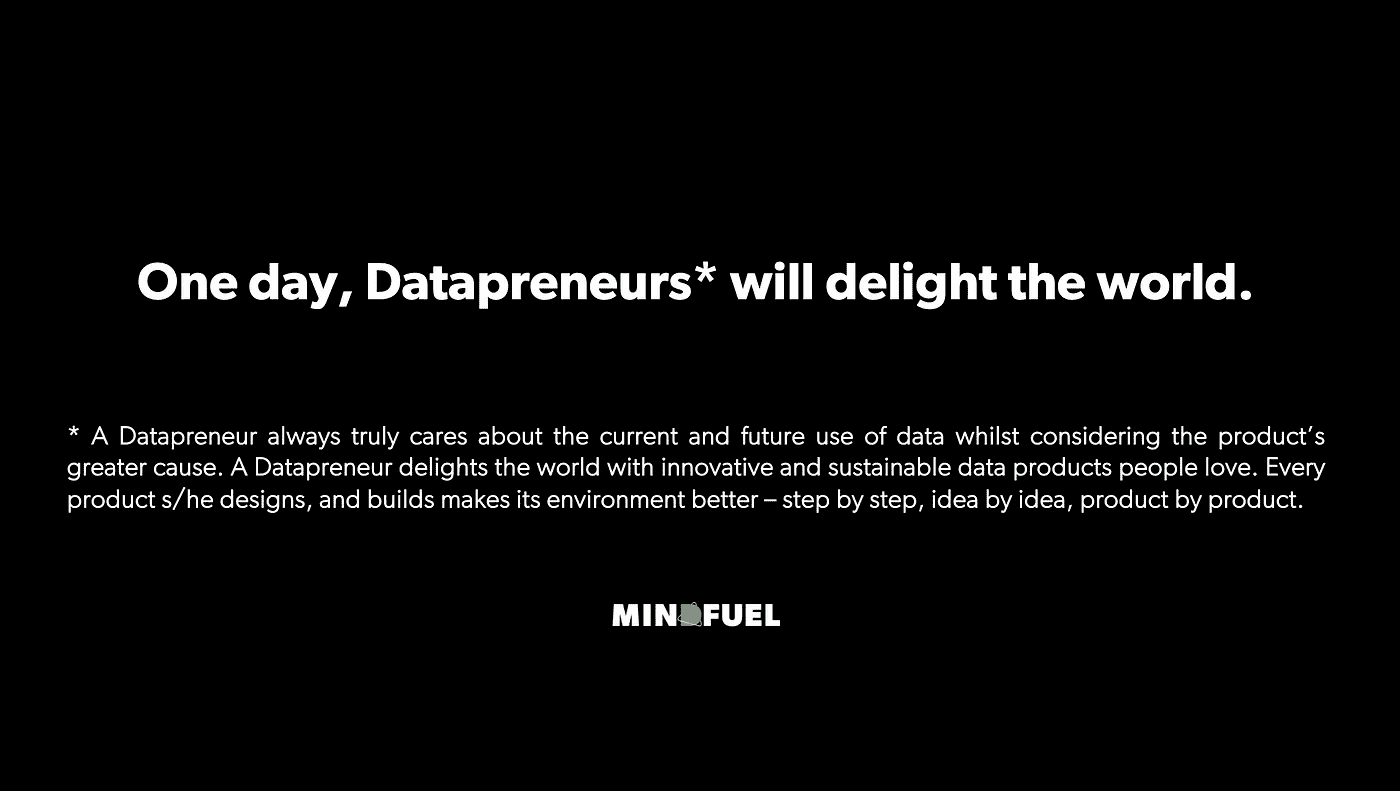 One day, Datapreneurs* will delight the world.
* A Datapreneur always truly cares about the current and future use of data whilst considering the product’s
greater cause. A Datapreneur delights the world with innovative and sustainable data products people love. Every
product s/he designs, and builds makes its environment better – step by step, idea by idea, product by product.
MINDFUEL